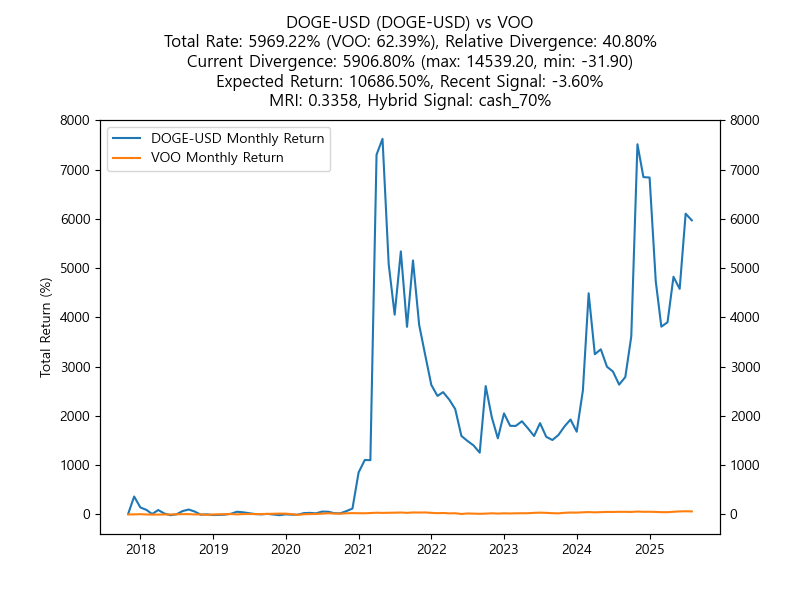 DOGE-USD (DOGE-USD) vs VOO
Total Rate: 5969.22% (VOO: 62.39%), Relative Divergence: 40.80%
Current Divergence: 5906.80% (max: 14539.20, min: -31.90)
Expected Return: 10686.50%, Recent Signal: -3.60%
MRI: 0.3358, Hybrid Signal: cash_70%
DOGE-USD Monthly Return
VOO Monthly Return
Total Return (%)
8000
7000
6000
5000
4000
3000
2000
1000
0
8000
7000
6000
5000
4000
3000
2000
1000
0
2018 2019 2020 2021 2022 2023 2024 2025